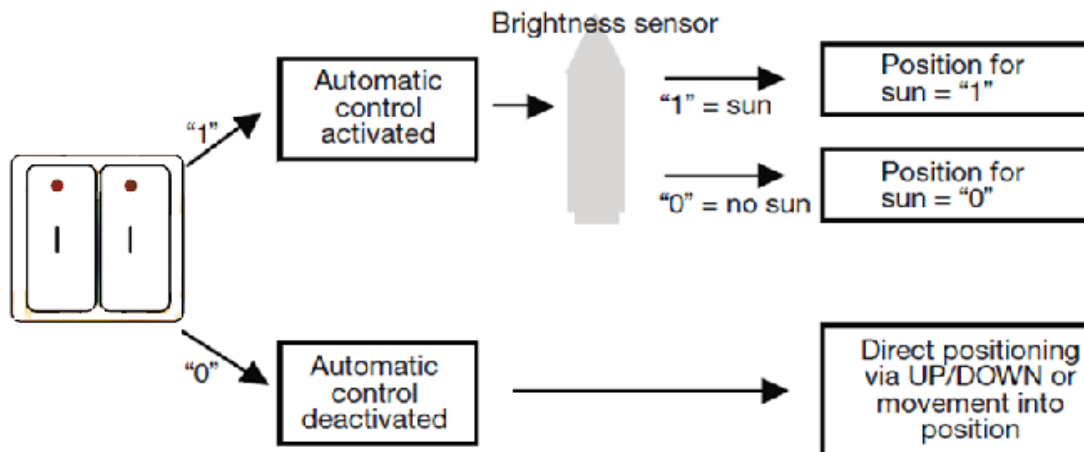 Brightness sensor
Automatic
control
activated
“1”
“1” = sun
Position for
sun = “1”
“0” = no sun
Position for
sun = “0”
“0”
Automatic
control
deactivated
Direct positioning
via UP/DOWN or
movement into
position